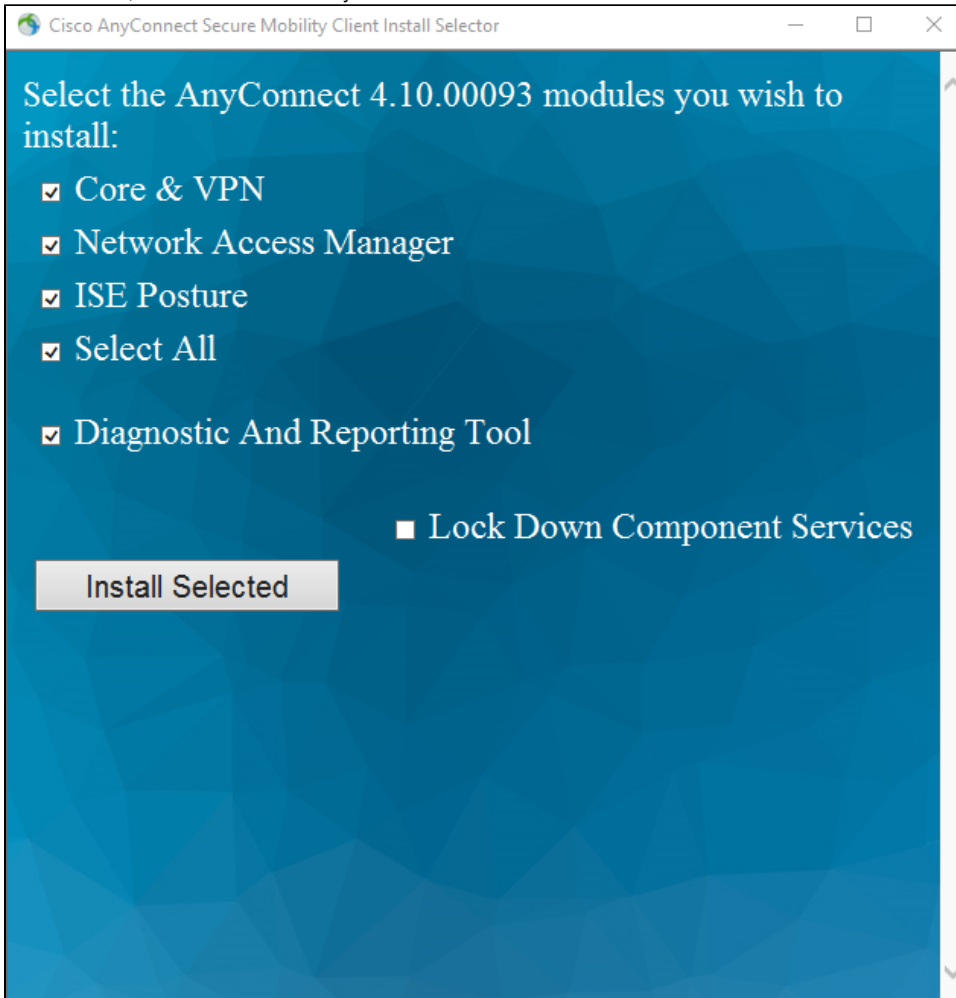 Cisco AnyConnect Secure Mobility Client Install Selector
Select the AnyConnect 4.10.00093 modules you wish to
install:
Core & VPN
Network Access Manager
ISE Posture
Select All
Diagnostic And Reporting Tool
Lock Down Component Services
Install Selected